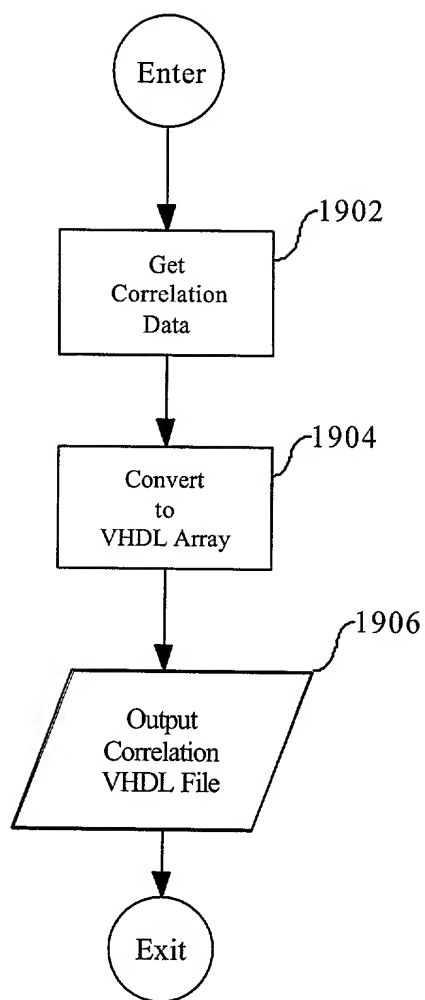 Enter
1902
Get
Correlation
Data
1904
Convert
to
VHDL Array
1906
Output
Correlation
VHDL File
Exit